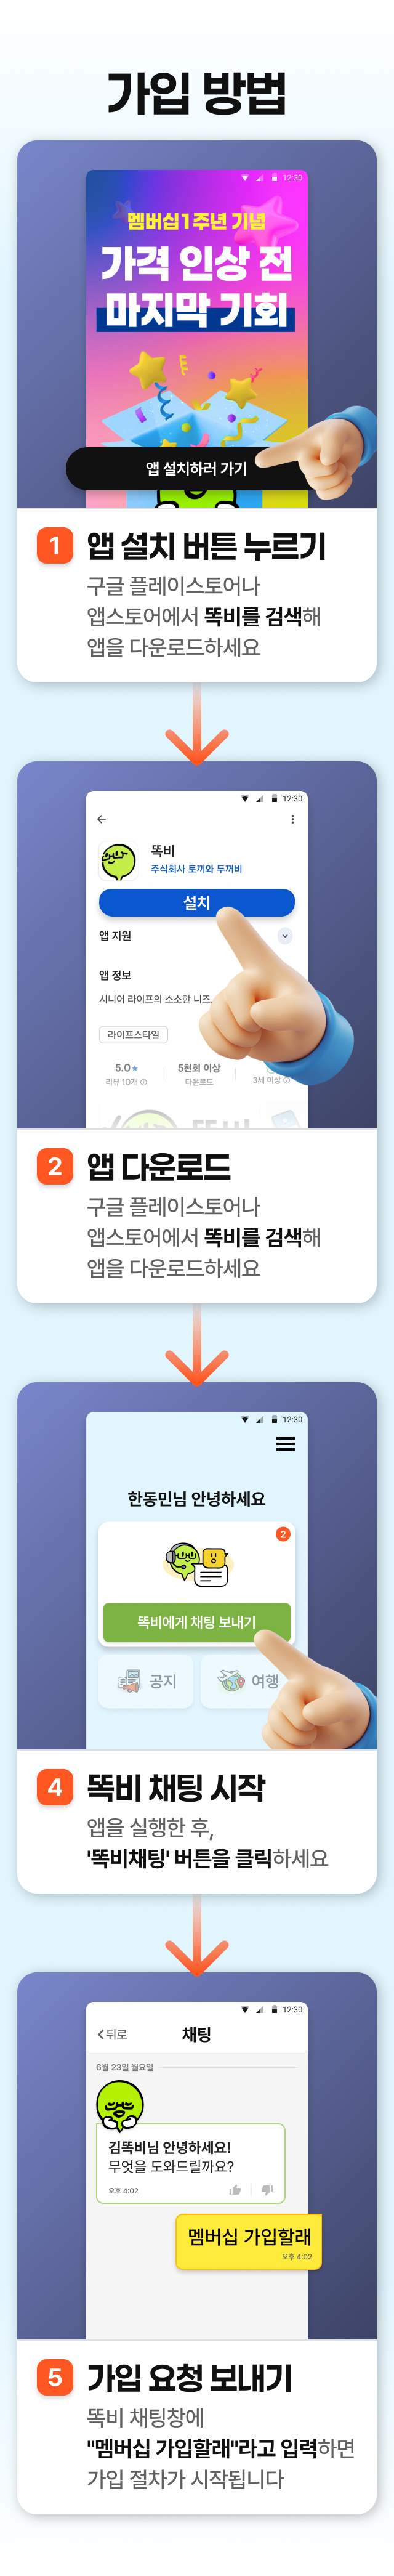 가입 방법
12:30
멤버십 1주년 기념
가격 인상 전
마지막 기회
앱 설치하러 가기
1 앱 설치 버튼 누르기
구글 플레이스토어나
앱스토어에서 똑비를 검색해
앱을 다운로드하세요
12:30
똑비
주식회사 토끼와 두꺼비
설치
앱 지원
앱 정보
시니어 라이프의 소소한 니즈,
라이프스타일
5.0★ 5천회 이상
리뷰 10개 다운로드 3세 이상
2 앱 다운로드
구글 플레이스토어나
앱스토어에서 똑비를 검색해
앱을 다운로드하세요
12:30
한동민님 안녕하세요
2
똑비에게 채팅 보내기
공지 여행
4 똑비 채팅 시작
앱을 실행한 후,
'똑비채팅' 버튼을 클릭하세요
12:30
뒤로 채팅
6월 23일 월요일
김똑비님 안녕하세요!
무엇을 도와드릴까요?
오후 4:02
멤버십 가입할래
오후 4:02
5 가입 요청 보내기
똑비 채팅창에
"멤버십 가입할래"라고 입력하면
가입 절차가 시작됩니다